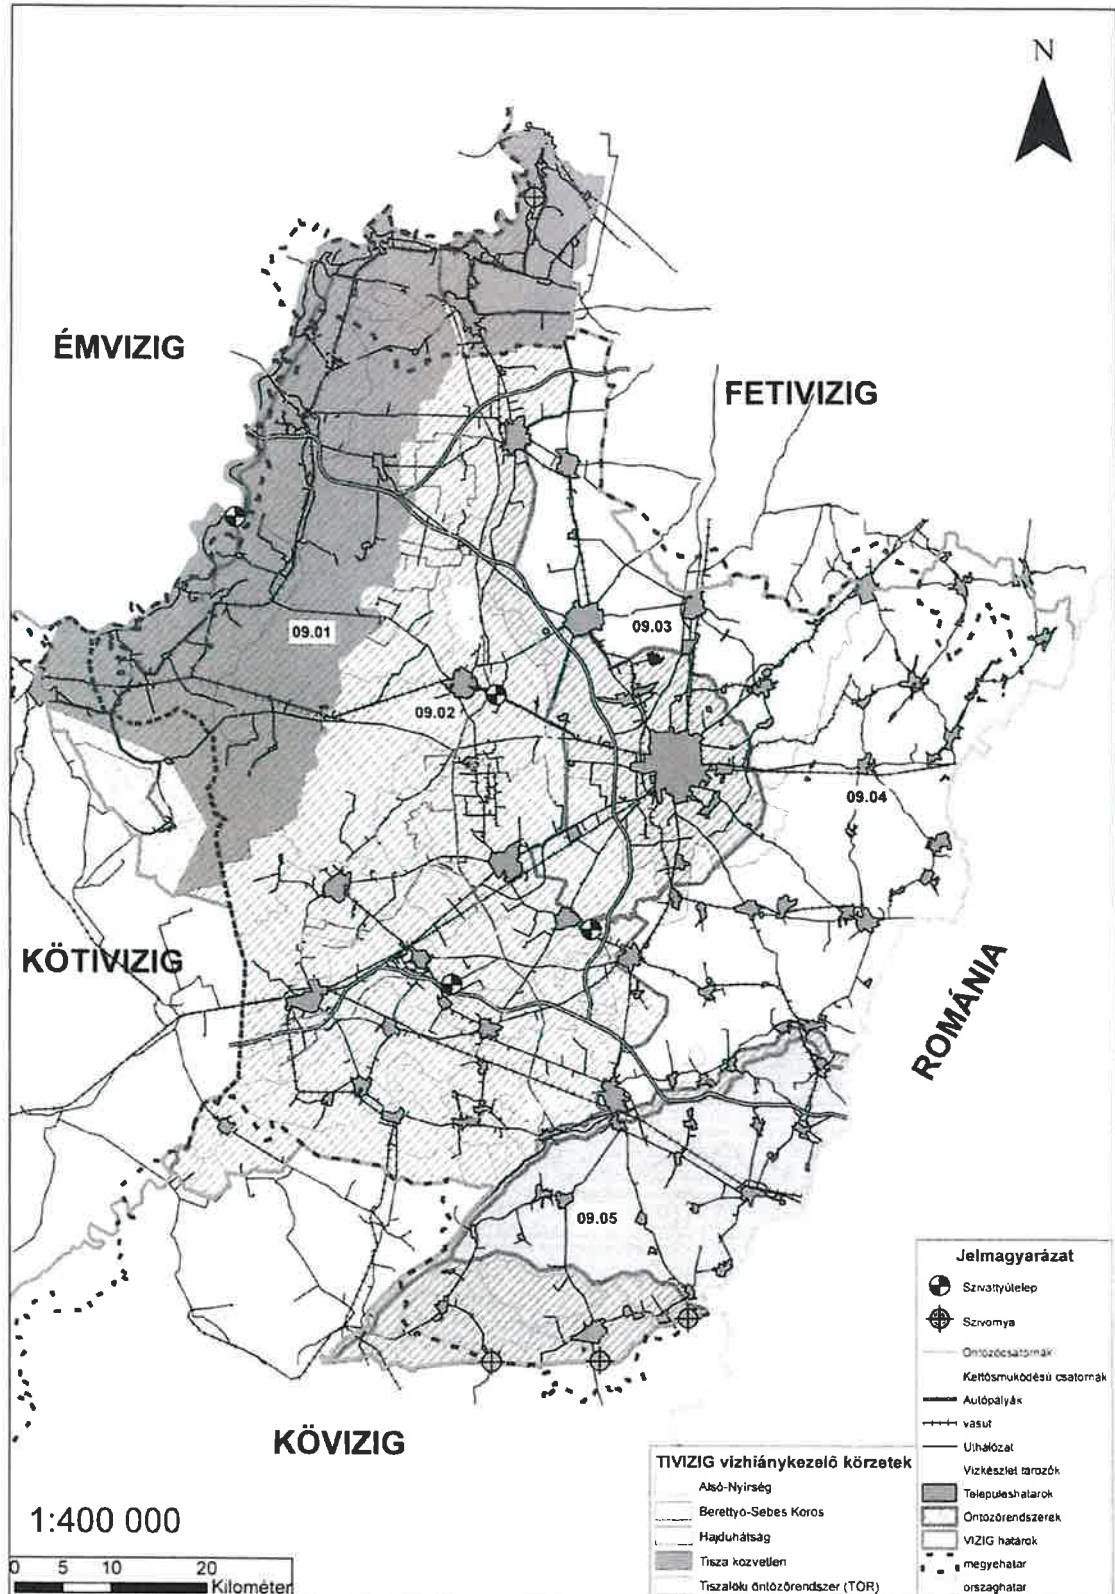 N
ÉMVIZIG
FETIVIZIG
09.01
09.03
09.02
09.04
KÖTIVIZIG
ROMÁNIA
09.05
KÖVIZIG
1:400 000
0 5 10 20
Kilométer
TIVIZIG vízhiánykezelő körzetek
Alsó-Nyírség
Berettyó-Sebes Körös
Hajdúhátság
Tisza közvetlen
Tiszalöki öntözőrendszer (TÖR)
Jelmagyarázat
Szivattyútelep
Szivornya
Öntözőcsatornák
Kettősműködésű csatornák
Autópályák
vasút
Úthálózat
Vízkészlet tározók
Településhatárok
Öntözőrendszerek
VIZIG határok
megyehatár
országhatár